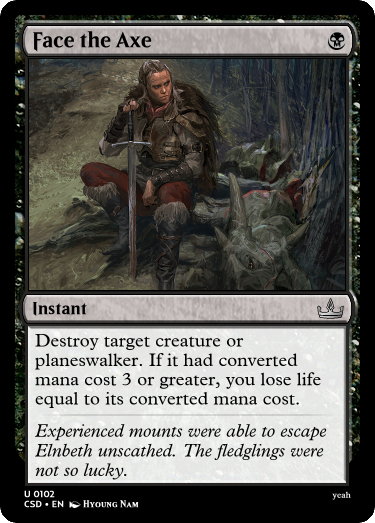 Face the Axe
Instant
Destroy target creature or
planeswalker. If it had converted
mana cost 3 or greater, you lose life
equal to its converted mana cost.
Experienced mounts were able to escape
Elnbeth unscathed. The fledglings were
not so lucky.
U 0102
CSD • EN Hyoung Nam
yeah